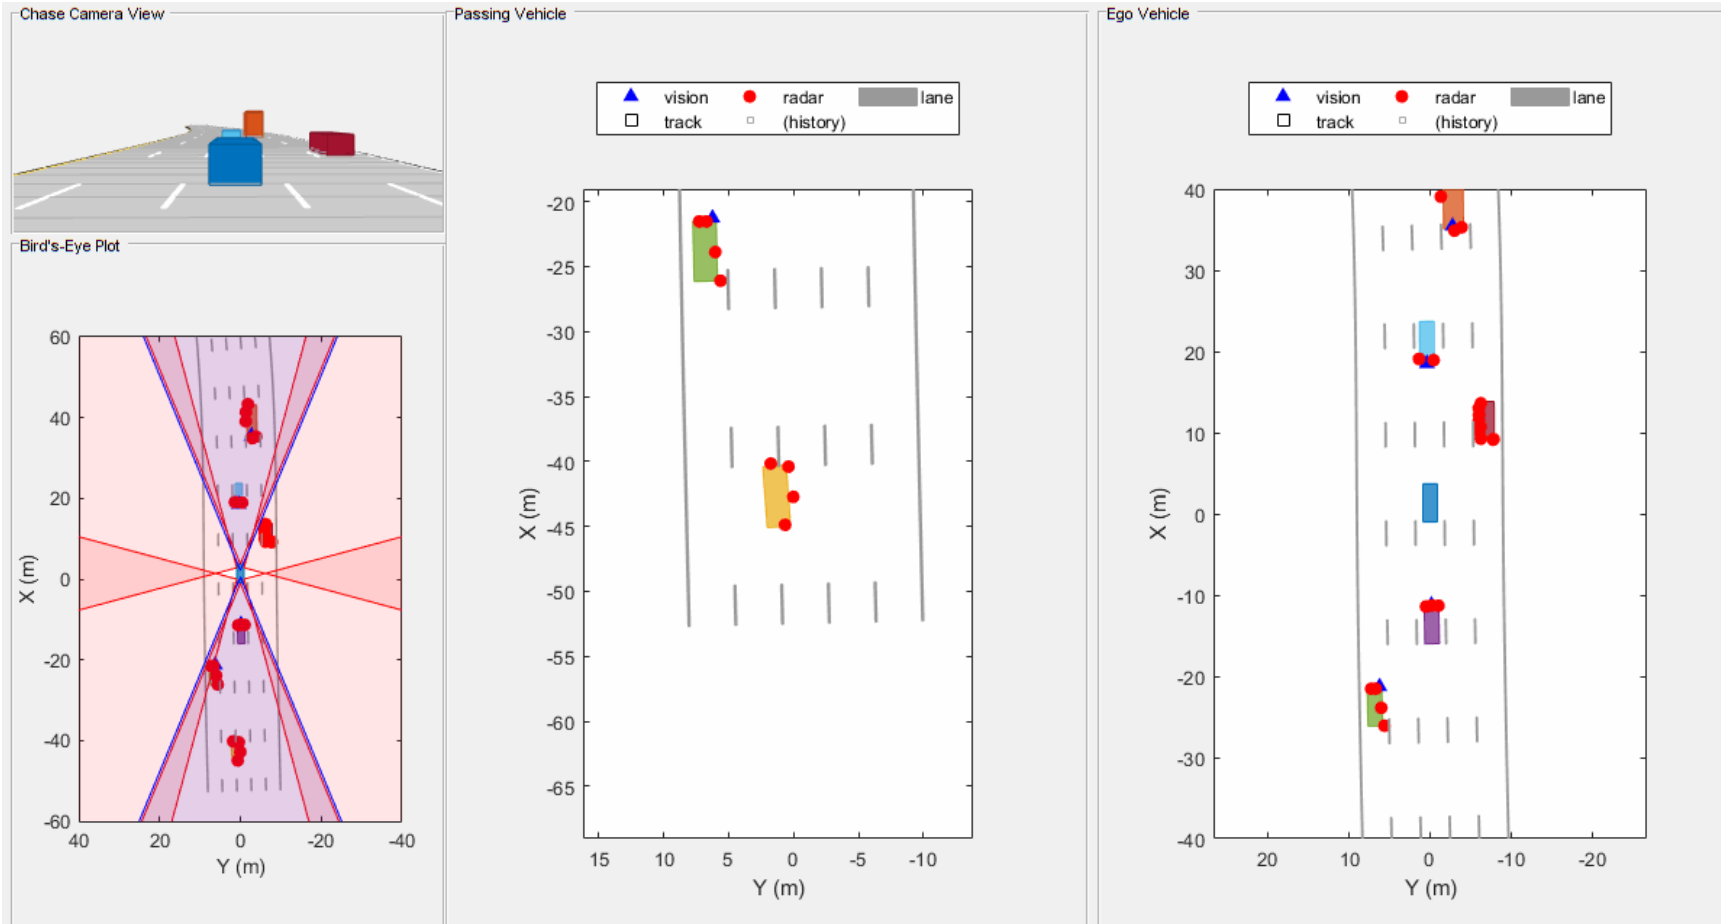 Chase Camera View
Bird's-Eye Plot
60
40
20
0
-20
-40
-60
40
20
0
-20
-40
X (m)
Y (m)
Passing Vehicle
vision
radar
lane
track
(history)
-20
-25
-30
-35
-40
-45
-50
-55
-60
-65
15
10
5
0
-5
-10
X (m)
Y (m)
Ego Vehicle
vision
radar
lane
track
(history)
40
30
20
10
0
-10
-20
-30
-40
20
10
0
-10
-20
X (m)
Y (m)